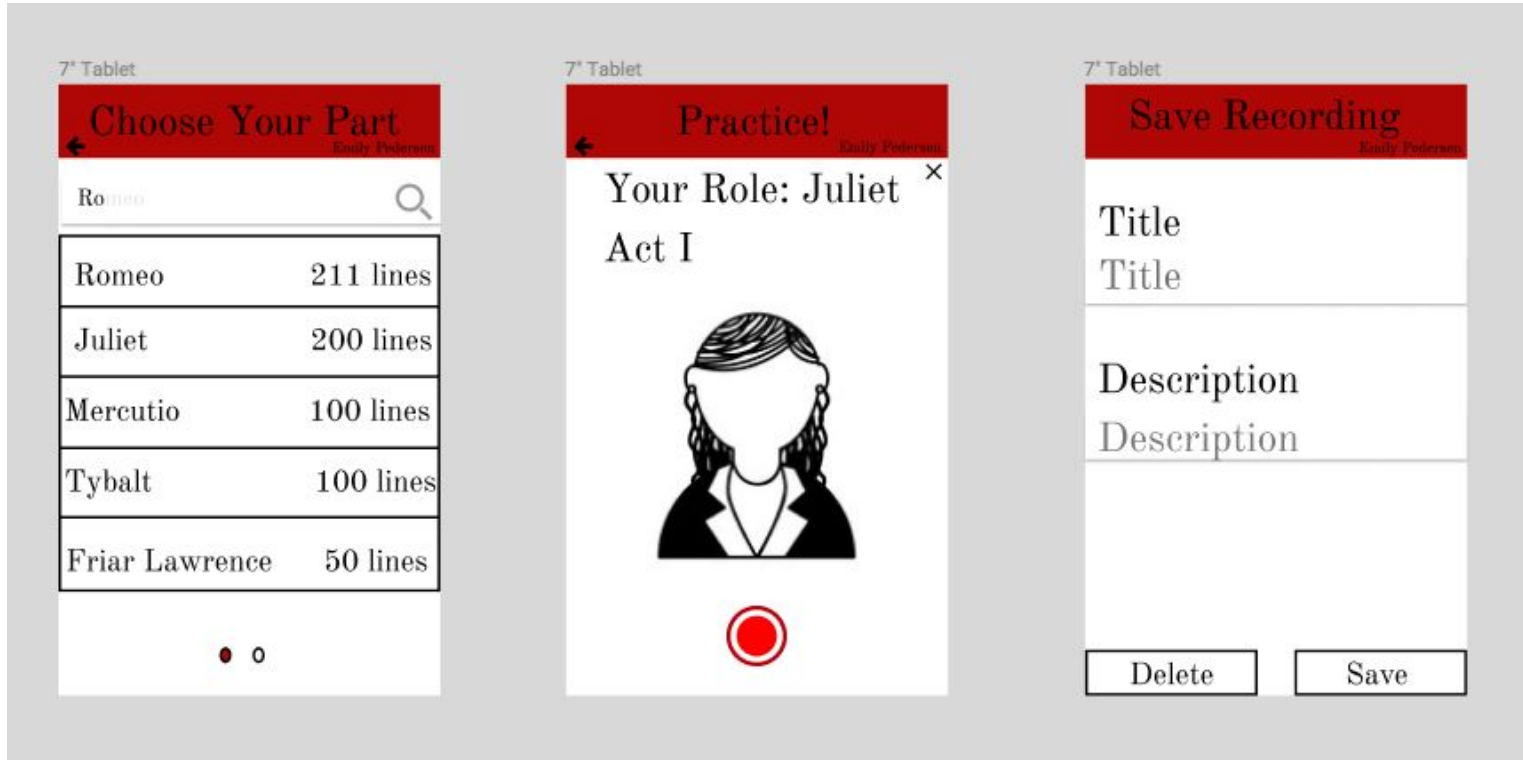 7" Tablet
Choose Your Part
Emily Pedersen
Romeo
Romeo 211 lines
Juliet 200 lines
Mercutio 100 lines
Tybalt 100 lines
Friar Lawrence 50 lines
7" Tablet
Practice!
Emily Pedersen
Your Role: Juliet
Act I
7" Tablet
Save Recording
Emily Pedersen
Title
Title
Description
Description
Delete Save